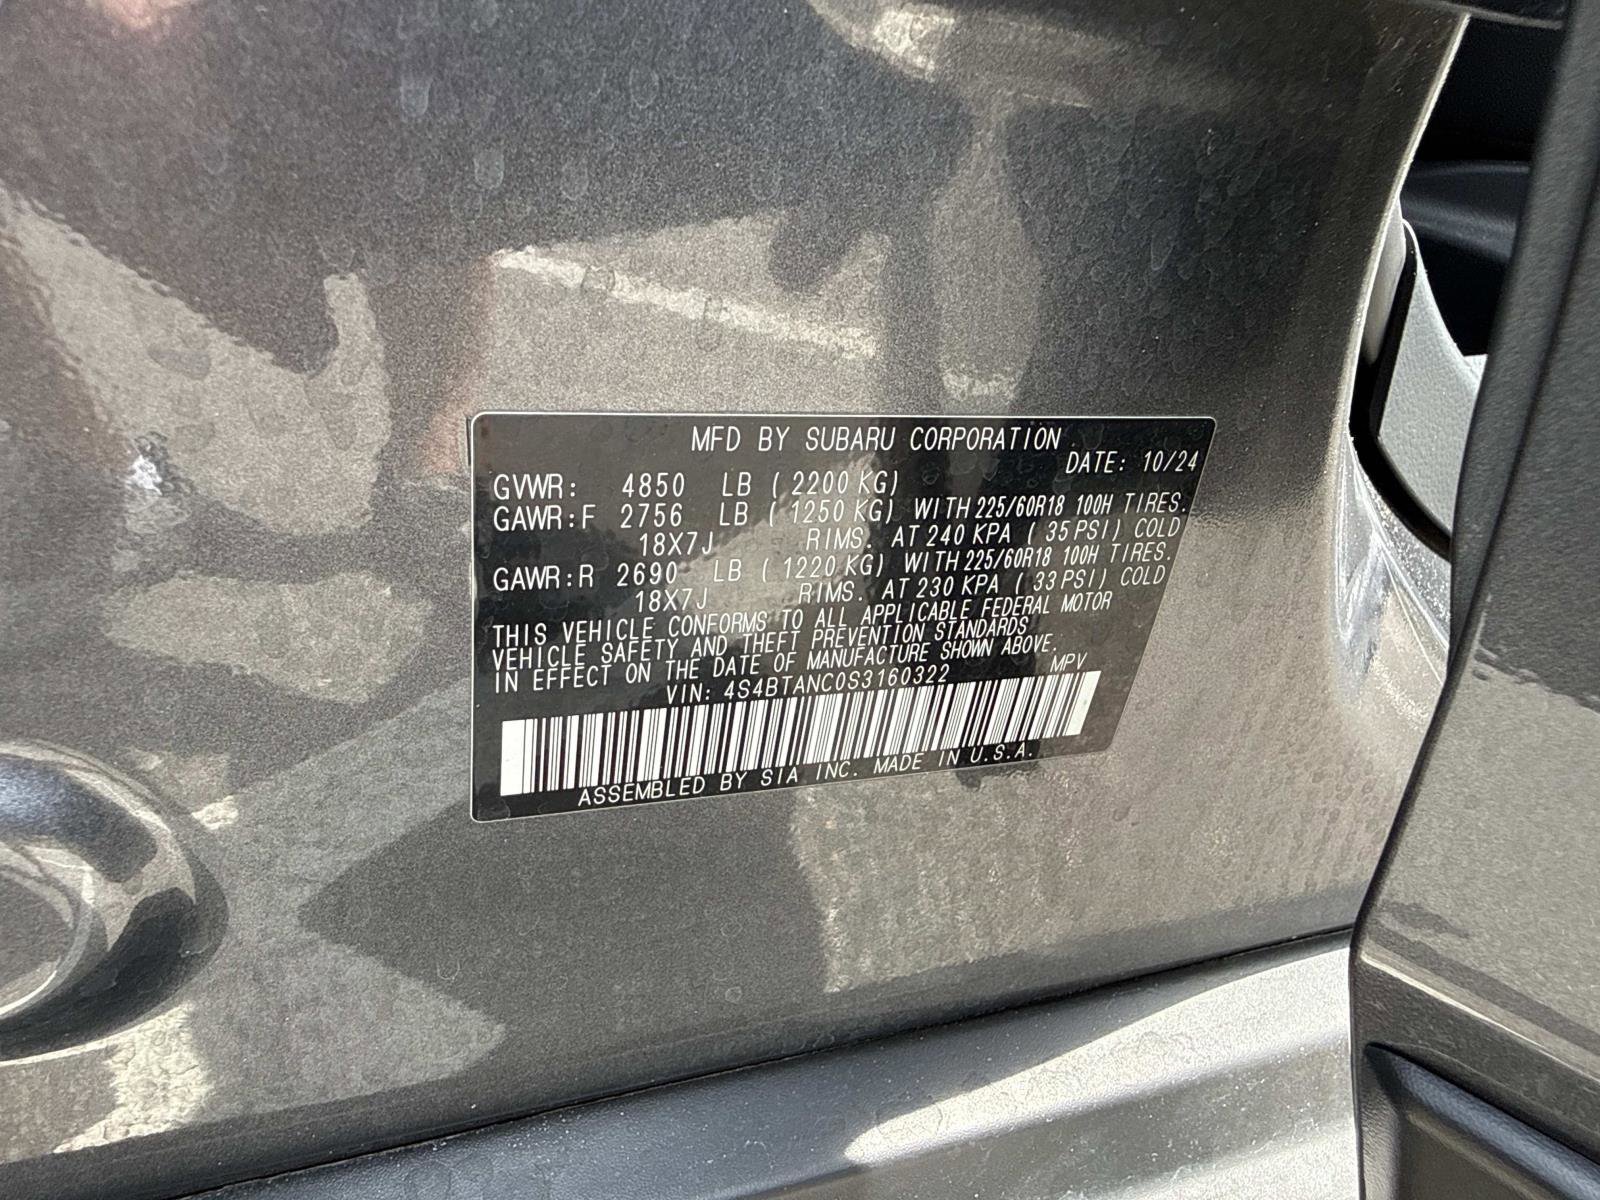 MFD BY SUBARU CORPORATION
DATE: 10/24
GVWR: 4850 LB ( 2200 KG)
GAWR:F 2756 LB ( 1250 KG) WITH 225/60R18 100H TIRES.
18X7J RIMS. AT 240 KPA ( 35 PSI) COLD
GAWR:R 2690 LB ( 1220 KG) WITH 225/60R18 100H TIRES.
18X7J RIMS. AT 230 KPA ( 33 PSI) COLD
THIS VEHICLE CONFORMS TO ALL APPLICABLE FEDERAL MOTOR
VEHICLE SAFETY AND THEFT PREVENTION STANDARDS
IN EFFECT ON THE DATE OF MANUFACTURE SHOWN ABOVE.
VIN: 4S4BTANC0S3160322 MPV
ASSEMBLED BY SIA INC. MADE IN U.S.A.